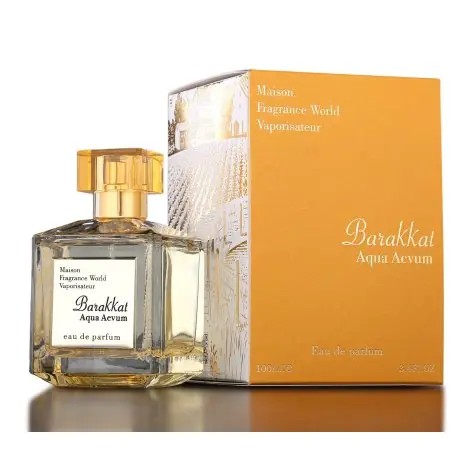 Maison
Fragrance World
Vaporisateur
Barakkat
Aqua Aevum
Eau de parfum
Maison
Fragrance World
Vaporisateur
Barakkat
Aqua Aevum
eau de parfum